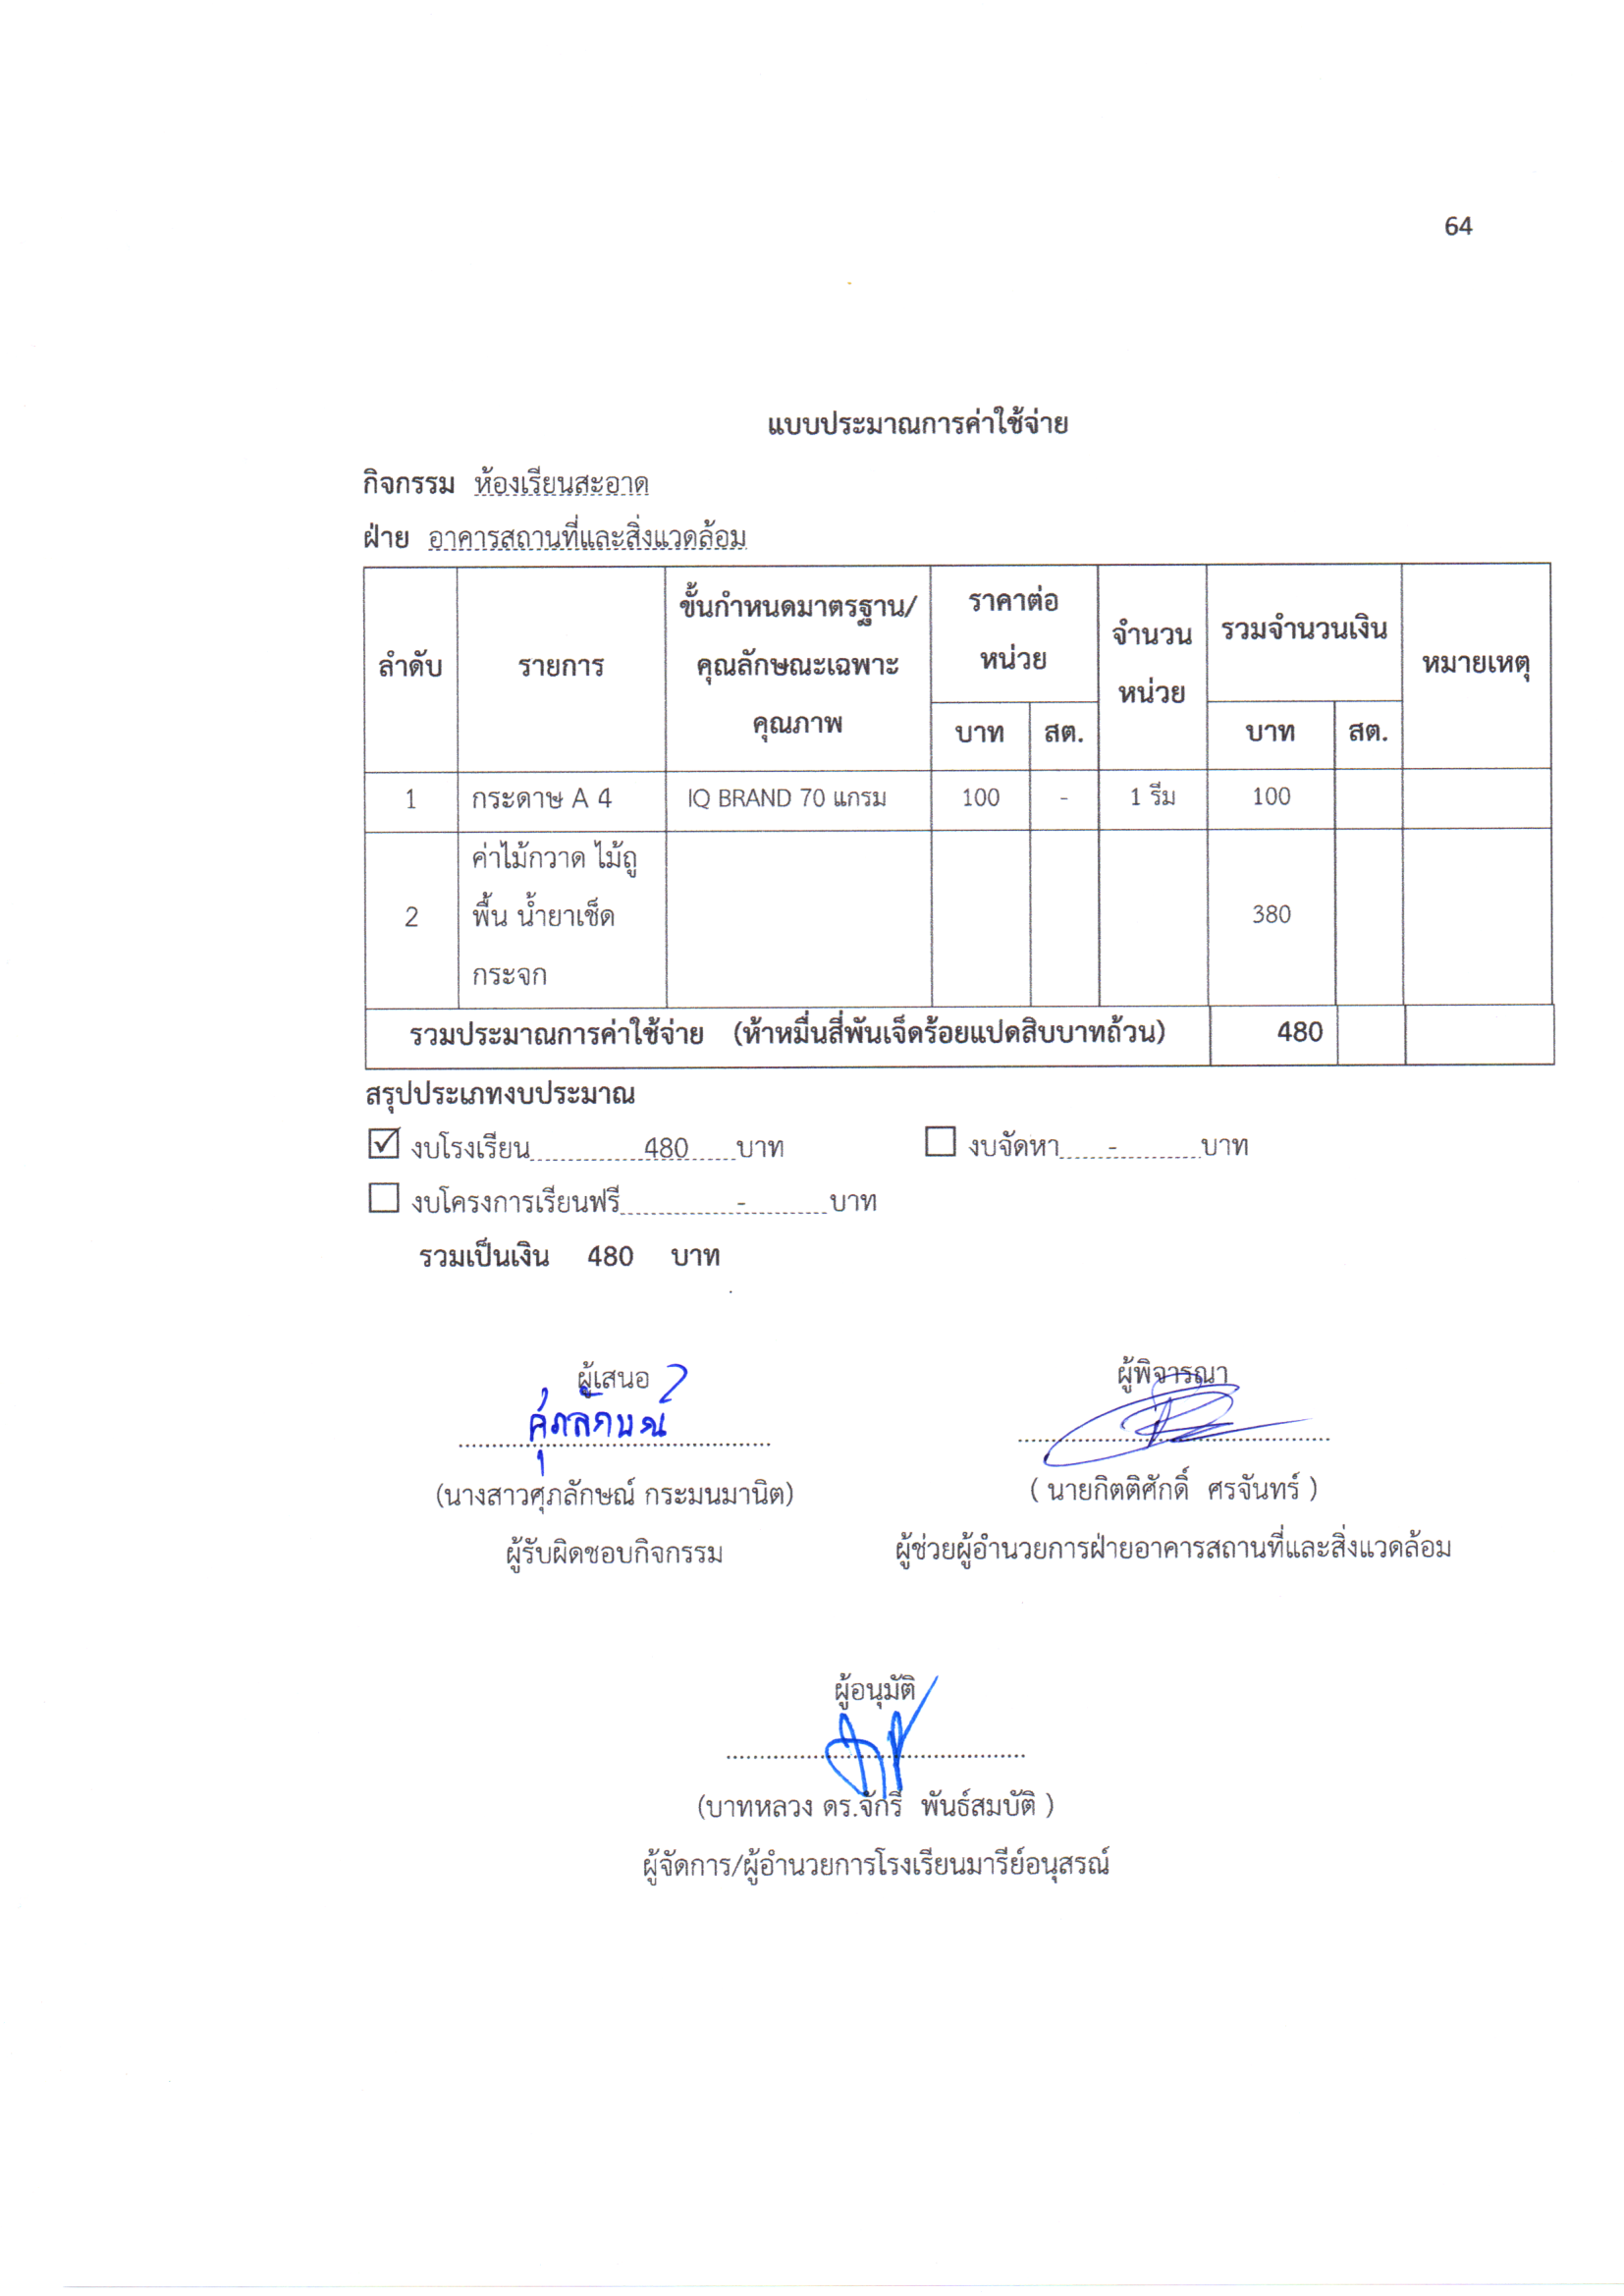 64
แบบประมาณการค่าใช้จ่าย
กิจกรรม ห้องเรียนสะอาด
ฝ่าย อาคารสถานที่และสิ่งแวดล้อม
ลำดับ รายการ ขั้นกำหนดมาตรฐาน/ คุณลักษณะเฉพาะ คุณภาพ ราคาต่อ หน่วย จำนวน หน่วย รวมจำนวนเงิน หมายเหตุ
บาท สต. บาท สต.
1 กระดาษ A 4 IQ BRAND 70 แกรม 100 - 1 รีม 100
ค่าไม้กวาด ไม้ถู
2 พื้น น้ำยาเช็ด 380
กระจก
รวมประมาณการค่าใช้จ่าย (ห้าหมื่นสี่พันเจ็ดร้อยแปดสิบบาทถ้วน) 480
สรุปประเภทงบประมาณ
☑ งบโรงเรียน 480 บาท ☐ งบจัดหา - บาท
☐ งบโครงการเรียนฟรี - บาท
รวมเป็นเงิน 480 บาท
ผู้เสนอ ผู้พิจารณา
ศุภลักษณ์
(นางสาวศุภลักษณ์ กระมนมานิต) ( นายกิตติศักดิ์ ศรจันทร์ )
ผู้รับผิดชอบกิจกรรม ผู้ช่วยผู้อำนวยการฝ่ายอาคารสถานที่และสิ่งแวดล้อม
ผู้อนุมัติ
(บาทหลวง ดร.จักรี พันธ์สมบัติ )
ผู้จัดการ/ผู้อำนวยการโรงเรียนมารีย์อนุสรณ์